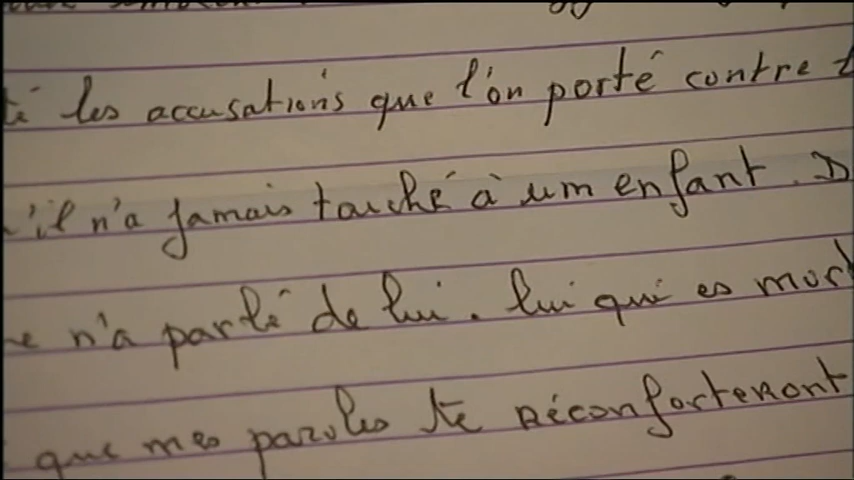 les accusations que l'on porté contre
'il n'a jamais touché à um enfant. D
n'a parlé de lui. lui qui es mort
que mes paroles te réconforteront